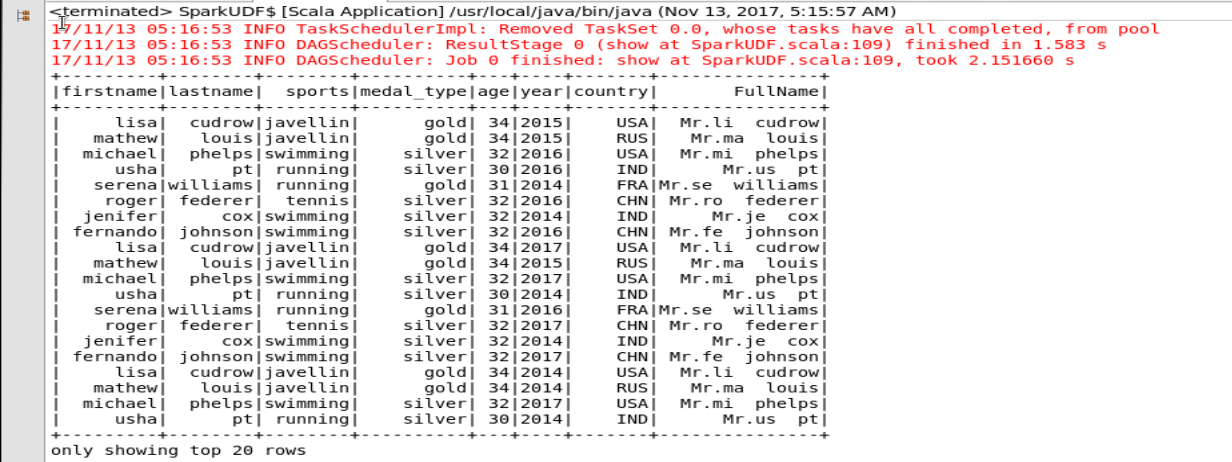 <terminated> SparkUDF$ [Scala Application] /usr/local/java/bin/java (Nov 13, 2017, 5:15:57 AM)
17/11/13 05:16:53 INFO TaskSchedulerImpl: Removed TaskSet 0.0, whose tasks have all completed, from pool
17/11/13 05:16:53 INFO DAGScheduler: ResultStage 0 (show at SparkUDF.scala:109) finished in 1.583 s
17/11/13 05:16:53 INFO DAGScheduler: Job 0 finished: show at SparkUDF.scala:109, took 2.151660 s
+---------+--------+--------+----------+---+----+-------+-------------+
|firstname|lastname|  sports|medal_type|age|year|country|     FullName|
+---------+--------+--------+----------+---+----+-------+-------------+
|     lisa|  cudrow|javellin|      gold| 34|2015|    USA| Mr.li  cudrow|
|   mathew|   louis|javellin|      gold| 34|2015|    RUS|  Mr.ma  louis|
|  michael|  phelps|swimming|    silver| 32|2016|    USA| Mr.mi  phelps|
|     usha|      pt| running|    silver| 30|2016|    IND|     Mr.us  pt|
|   serena|williams| running|      gold| 31|2014|    FRA|Mr.se  williams|
|    roger| federer|  tennis|    silver| 32|2016|    CHN|Mr.ro  federer|
|  jenifer|     cox|swimming|    silver| 32|2014|    IND|    Mr.je  cox|
| fernando| johnson|swimming|    silver| 32|2016|    CHN|Mr.fe  johnson|
|     lisa|  cudrow|javellin|      gold| 34|2017|    USA| Mr.li  cudrow|
|   mathew|   louis|javellin|      gold| 34|2015|    RUS|  Mr.ma  louis|
|  michael|  phelps|swimming|    silver| 32|2017|    USA| Mr.mi  phelps|
|     usha|      pt| running|    silver| 30|2014|    IND|     Mr.us  pt|
|   serena|williams| running|      gold| 31|2016|    FRA|Mr.se  williams|
|    roger| federer|  tennis|    silver| 32|2017|    CHN|Mr.ro  federer|
|  jenifer|     cox|swimming|    silver| 32|2014|    IND|    Mr.je  cox|
| fernando| johnson|swimming|    silver| 32|2017|    CHN|Mr.fe  johnson|
|     lisa|  cudrow|javellin|      gold| 34|2014|    USA| Mr.li  cudrow|
|   mathew|   louis|javellin|      gold| 34|2014|    RUS|  Mr.ma  louis|
|  michael|  phelps|swimming|    silver| 32|2017|    USA| Mr.mi  phelps|
|     usha|      pt| running|    silver| 30|2014|    IND|     Mr.us  pt|
+---------+--------+--------+----------+---+----+-------+-------------+
only showing top 20 rows